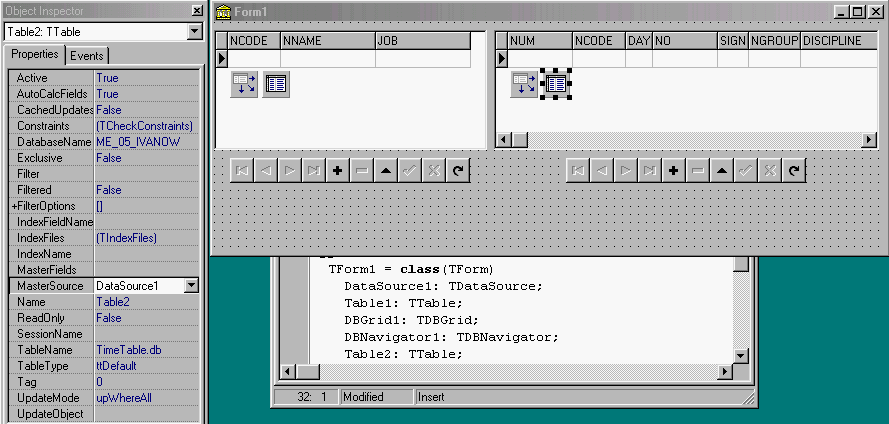 Object Inspector
Table2: TTable
Properties Events
Active True
AutoCalcFields True
CachedUpdates False
Constraints (TCheckConstraints)
DatabaseName ME_05_IVANOW
Exclusive False
Filter
Filtered False
+FilterOptions []
IndexFieldName
IndexFiles (TIndexFiles)
IndexName
MasterFields
MasterSource DataSource1
Name Table2
ReadOnly False
SessionName
TableName TimeTable.db
TableType ttDefault
Tag 0
UpdateMode upWhereAll
UpdateObject
Form1
NCODE NNAME JOB
NUM NCODE DAY NO SIGN NGROUP DISCIPLINE
TForm1 = class(TForm)
DataSource1: TDataSource;
Table1: TTable;
DBGrid1: TDBGrid;
DBNavigator1: TDBNavigator;
Table2: TTable;
32: 1 Modified Insert